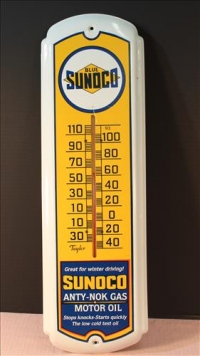 BLUE
SUNOCO
110
100
90
80
70
60
50
40
30
20
10
0
10
20
30
40
Taylor
Great for winter driving!
SUNOCO
ANTY-NOK GAS
MOTOR OIL
Stops knocks-Starts quickly
The low cold test oil